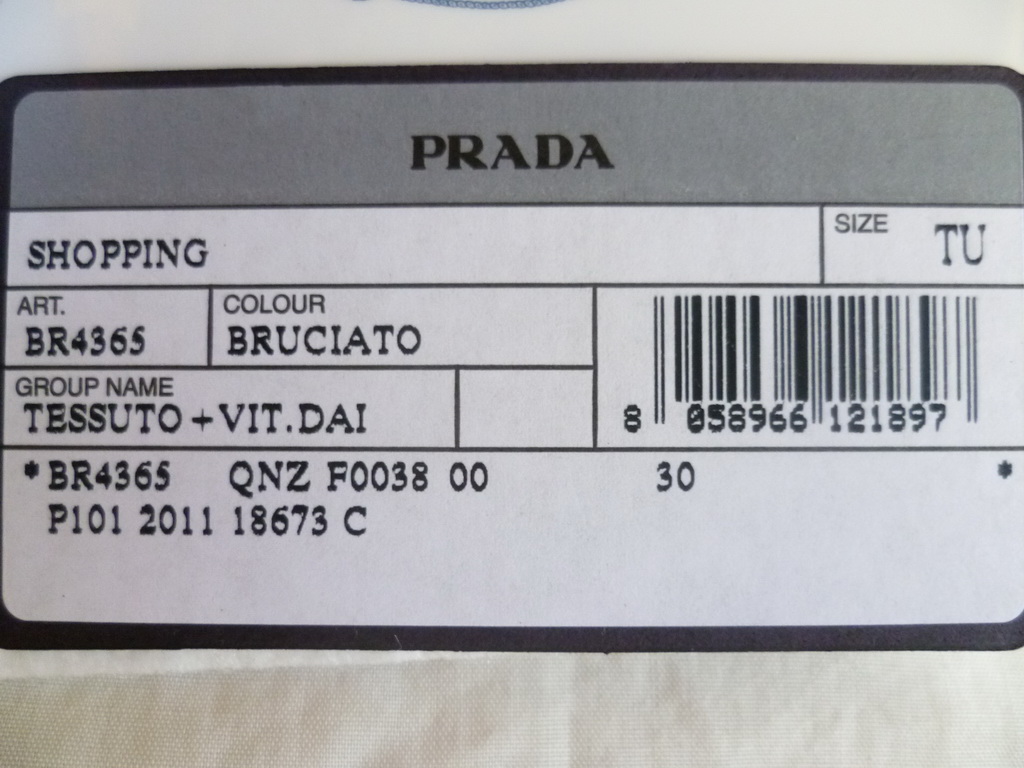 PRADA
SHOPPING
SIZE TU
ART.
BR4365
COLOUR
BRUCIATO
GROUP NAME
TESSUTO +VIT.DAI
8 058966 121897
* BR4365 QNZ F0038 00 30 *
P101 2011 18673 C